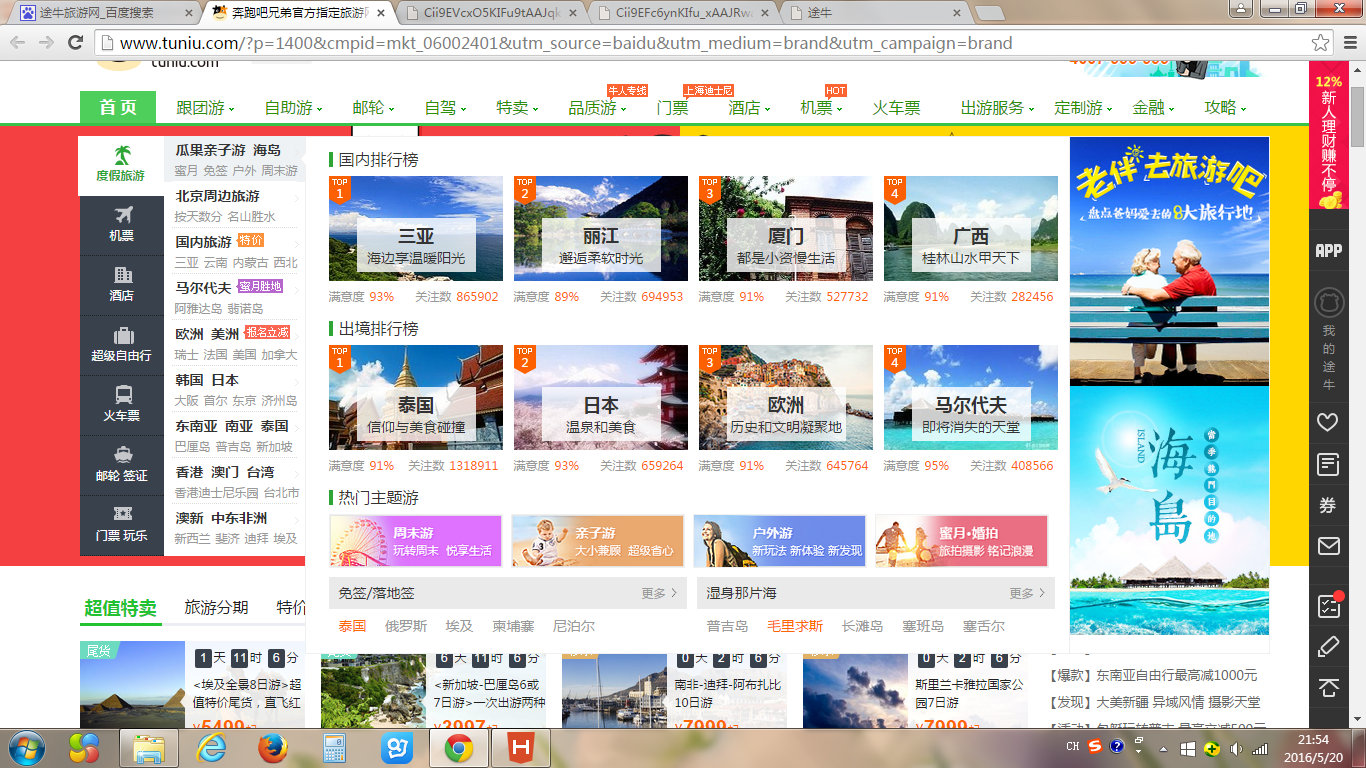 途牛旅游网_百度搜索
奔跑吧兄弟官方指定旅游网
Cii9EVcxO5KIFu9tAAJqk
Cii9EFc6ynKIfu_xAAJRwa
途牛
www.tuniu.com/?p=1400&cmpid=mkt_06002401&utm_source=baidu&utm_medium=brand&utm_campaign=brand
tuniu.com
牛人专线
上海迪士尼
HOT
首页 跟团游 自助游 邮轮 自驾 特卖 品质游 门票 酒店 机票 火车票 出游服务 定制游 金融 攻略
度假旅游
机票
酒店
超级自由行
火车票
邮轮 签证
门票 玩乐
瓜果亲子游 海岛
蜜月 免签 户外 周末游
北京周边旅游
按天数分 名山胜水
国内旅游 特价
三亚 云南 内蒙古 西北
马尔代夫 蜜月胜地
阿雅达岛 翡诺岛
欧洲 美洲 报名立减
瑞士 法国 美国 加拿大
韩国 日本
大阪 首尔 东京 济州岛
东南亚 南亚 泰国
巴厘岛 普吉岛 新加坡
香港 澳门 台湾
香港迪士尼乐园 台北市
澳新 中东非洲
新西兰 斐济 迪拜 埃及
国内排行榜
TOP 1
三亚
海边享温暖阳光
满意度 93% 关注数 865902
TOP 2
丽江
邂逅柔软时光
满意度 89% 关注数 694953
TOP 3
厦门
都是小资慢生活
满意度 91% 关注数 527732
TOP 4
广西
桂林山水甲天下
满意度 91% 关注数 282456
出境排行榜
TOP 1
泰国
信仰与美食碰撞
满意度 91% 关注数 1318911
TOP 2
日本
温泉和美食
满意度 93% 关注数 659264
TOP 3
欧洲
历史和文明凝聚地
满意度 91% 关注数 645764
TOP 4
马尔代夫
即将消失的天堂
满意度 95% 关注数 408566
热门主题游
周末游
玩转周末 悦享生活
亲子游
大小兼顾 超级省心
户外游
新玩法 新体验 新发现
蜜月·婚拍
旅拍摄影 铭记浪漫
免签/落地签 更多
泰国 俄罗斯 埃及 柬埔寨 尼泊尔
湿身那片海 更多
普吉岛 毛里求斯 长滩岛 塞班岛 塞舌尔
老伴去旅游吧
盘点爸妈爱去的8大旅行地
海島
ISLAND
當季熱門目的地
12%
新人理财赚不停
APP
我的途牛
券
超值特卖 旅游分期 特价
尾货
1天11时6分
<埃及全景8日游>超值特价尾货，直飞红
¥5499
6天11时6分
<新加坡-巴厘岛6或7日游>一次出游两种
¥3997
0天2时6分
南非-迪拜-阿布扎比10日游
¥7999
0天2时6分
斯里兰卡雅拉国家公园7日游
¥7999
【爆款】东南亚自由行最高减1000元
【发现】大美新疆 异域风情 摄影天堂
CH
21:54
2016/5/20